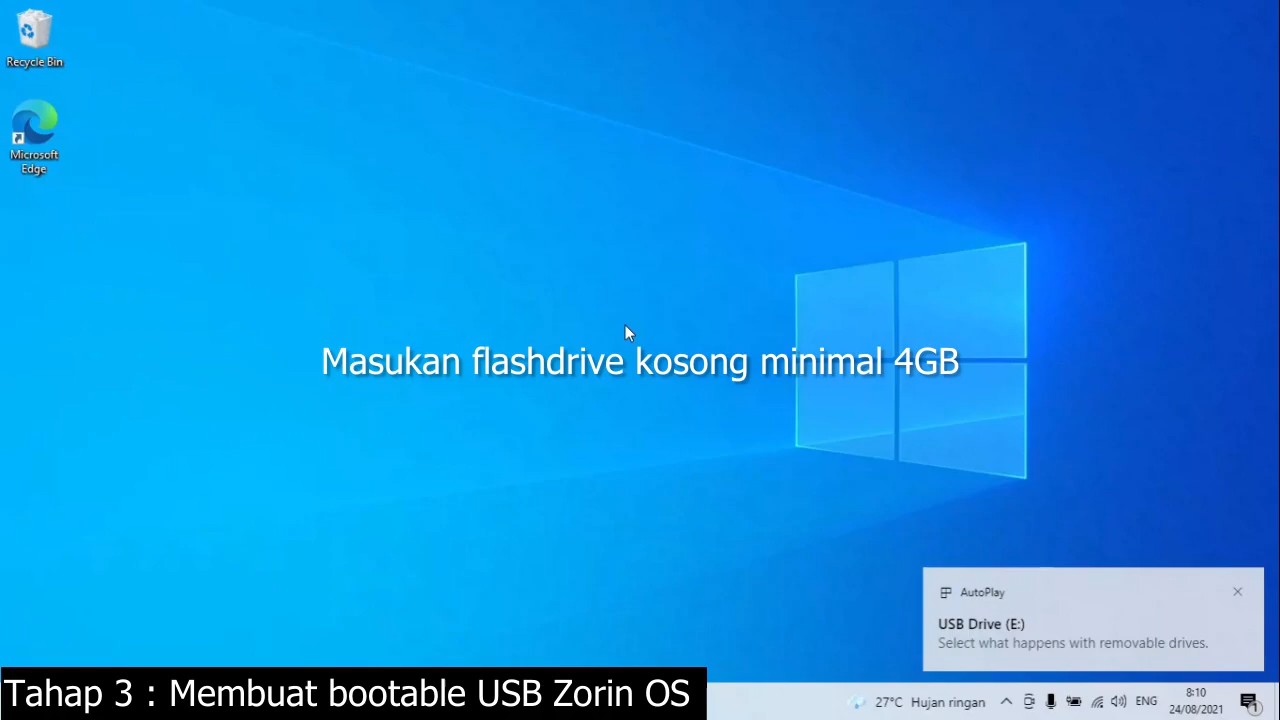 Recycle Bin
Microsoft
Edge
Masukan flashdrive kosong minimal 4GB
AutoPlay
USB Drive (E:)
Select what happens with removable drives.
Tahap 3 : Membuat bootable USB Zorin OS
27°C Hujan ringan
ENG
8:10
24/08/2021
1